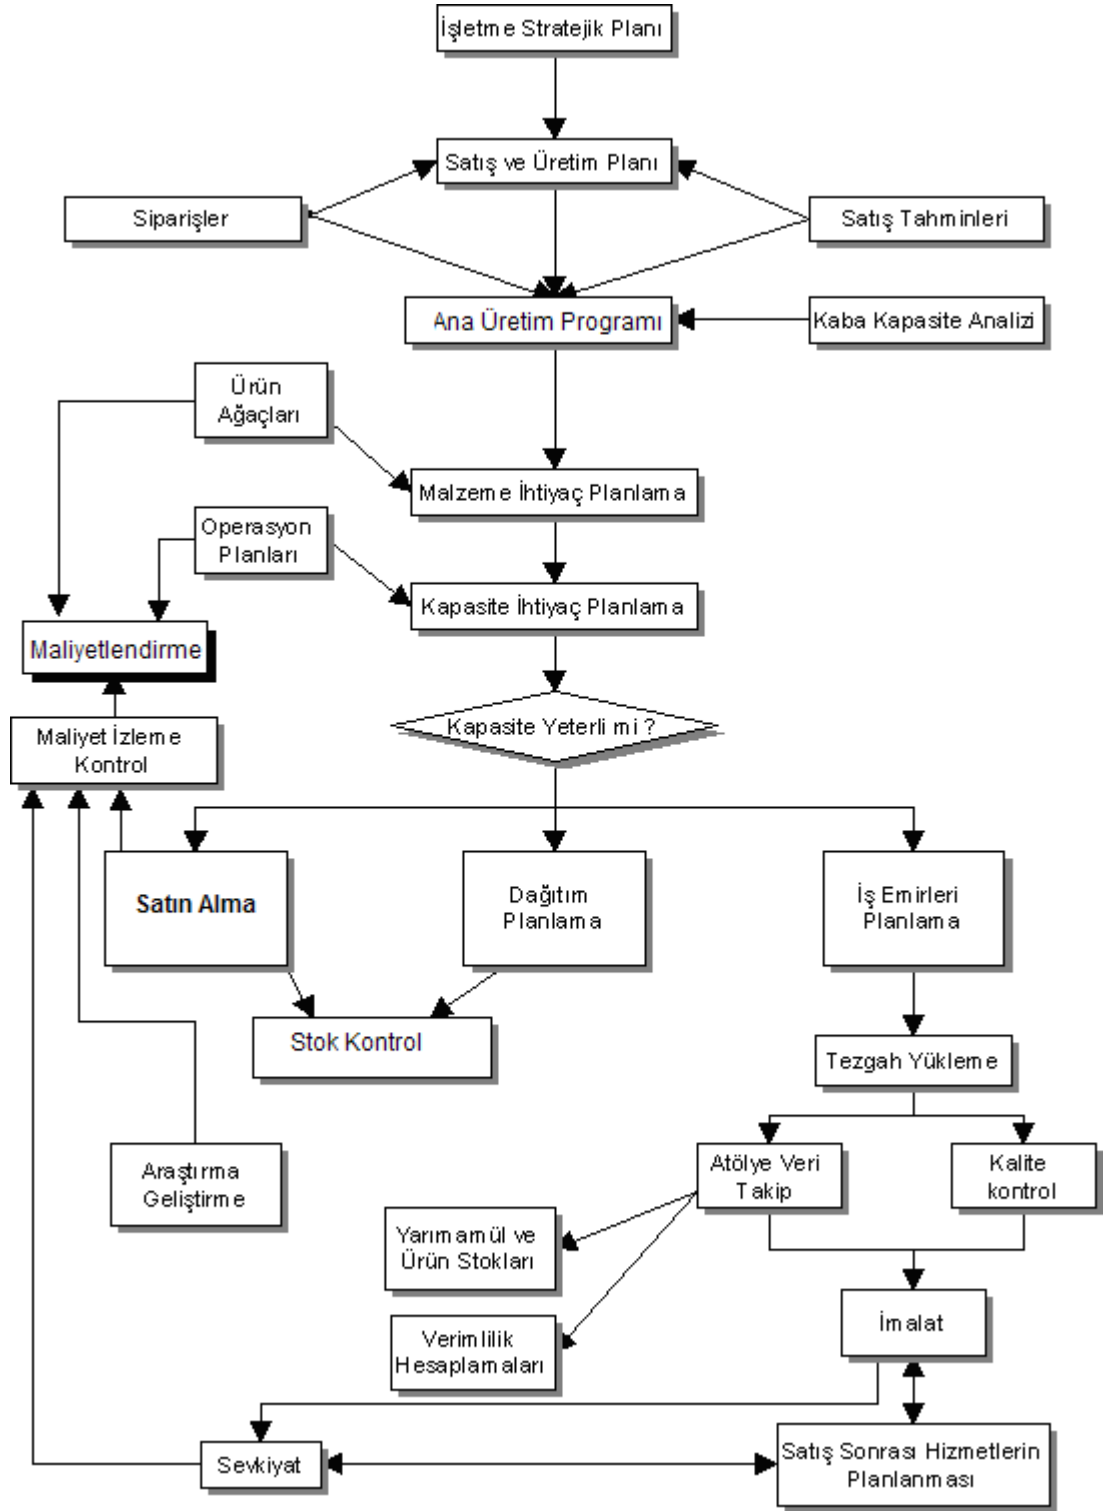 İşletme Stratejik Planı
Satış ve Üretim Planı
Siparişler
Satış Tahminleri
Ana Üretim Programı
Kaba Kapasite Analizi
Ürün
Ağaçları
Malzeme İhtiyaç Planlama
Operasyon
Planları
Kapasite İhtiyaç Planlama
Maliyetlendirme
Kapasite Yeterli mi ?
Maliyet İzleme
Kontrol
Satın Alma
Dağıtım
Planlama
İş Emirleri
Planlama
Stok Kontrol
Tezgah Yükleme
Araştırma
Geliştirme
Atölye Veri
Takip
Kalite
kontrol
Yarımamül ve
Ürün Stokları
İmalat
Verimlilik
Hesaplamaları
Sevkiyat
Satış Sonrası Hizmetlerin
Planlanması